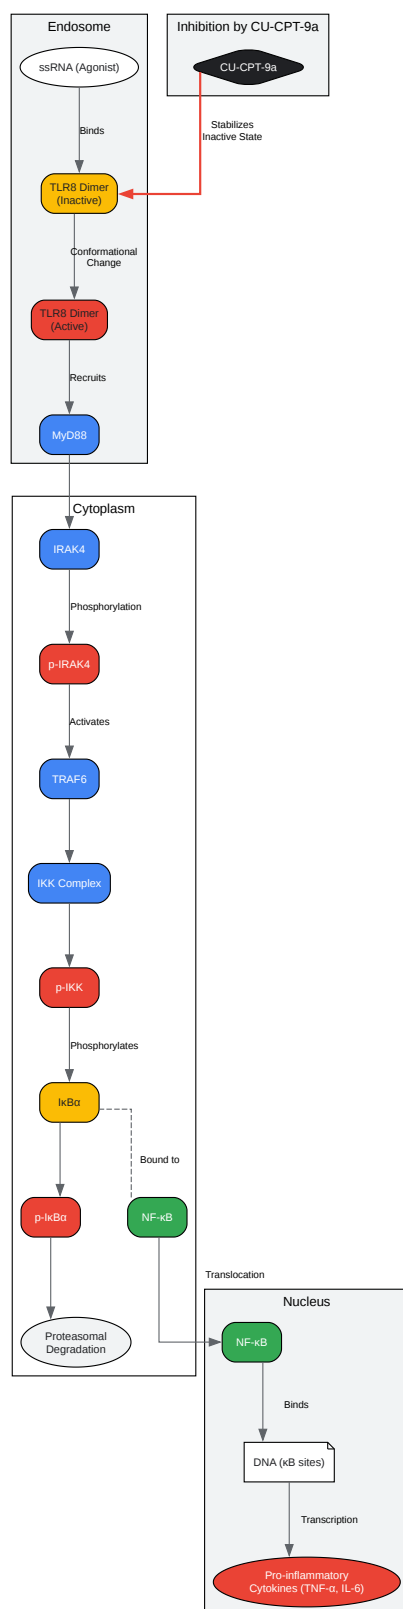 Endosome
Inhibition by CU-CPT-9a
ssRNA (Agonist)
CU-CPT-9a
Binds
Stabilizes
Inactive State
TLR8 Dimer
(Inactive)
Conformational
Change
TLR8 Dimer
(Active)
Recruits
MyD88
Cytoplasm
IRAK4
Phosphorylation
p-IRAK4
Activates
TRAF6
IKK Complex
p-IKK
Phosphorylates
IκBα
Bound to
p-IκBα
NF-κB
Translocation
Proteasomal
Degradation
Nucleus
NF-κB
Binds
DNA (κB sites)
Transcription
Pro-inflammatory
Cytokines (TNF-α, IL-6)